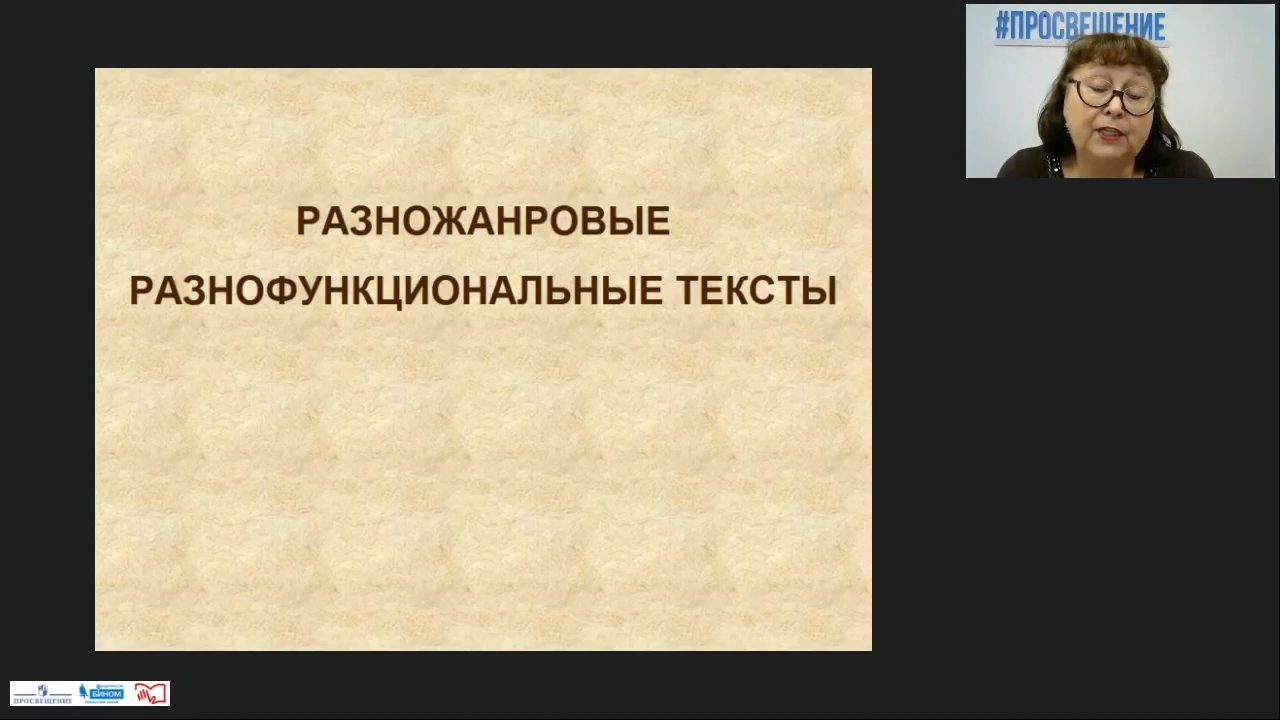 #ПРОСВЕЩЕНИЕ
РАЗНОЖАНРОВЫЕ
РАЗНОФУНКЦИОНАЛЬНЫЕ ТЕКСТЫ
ПРОСВЕЩЕНИЕ
БИНОМ